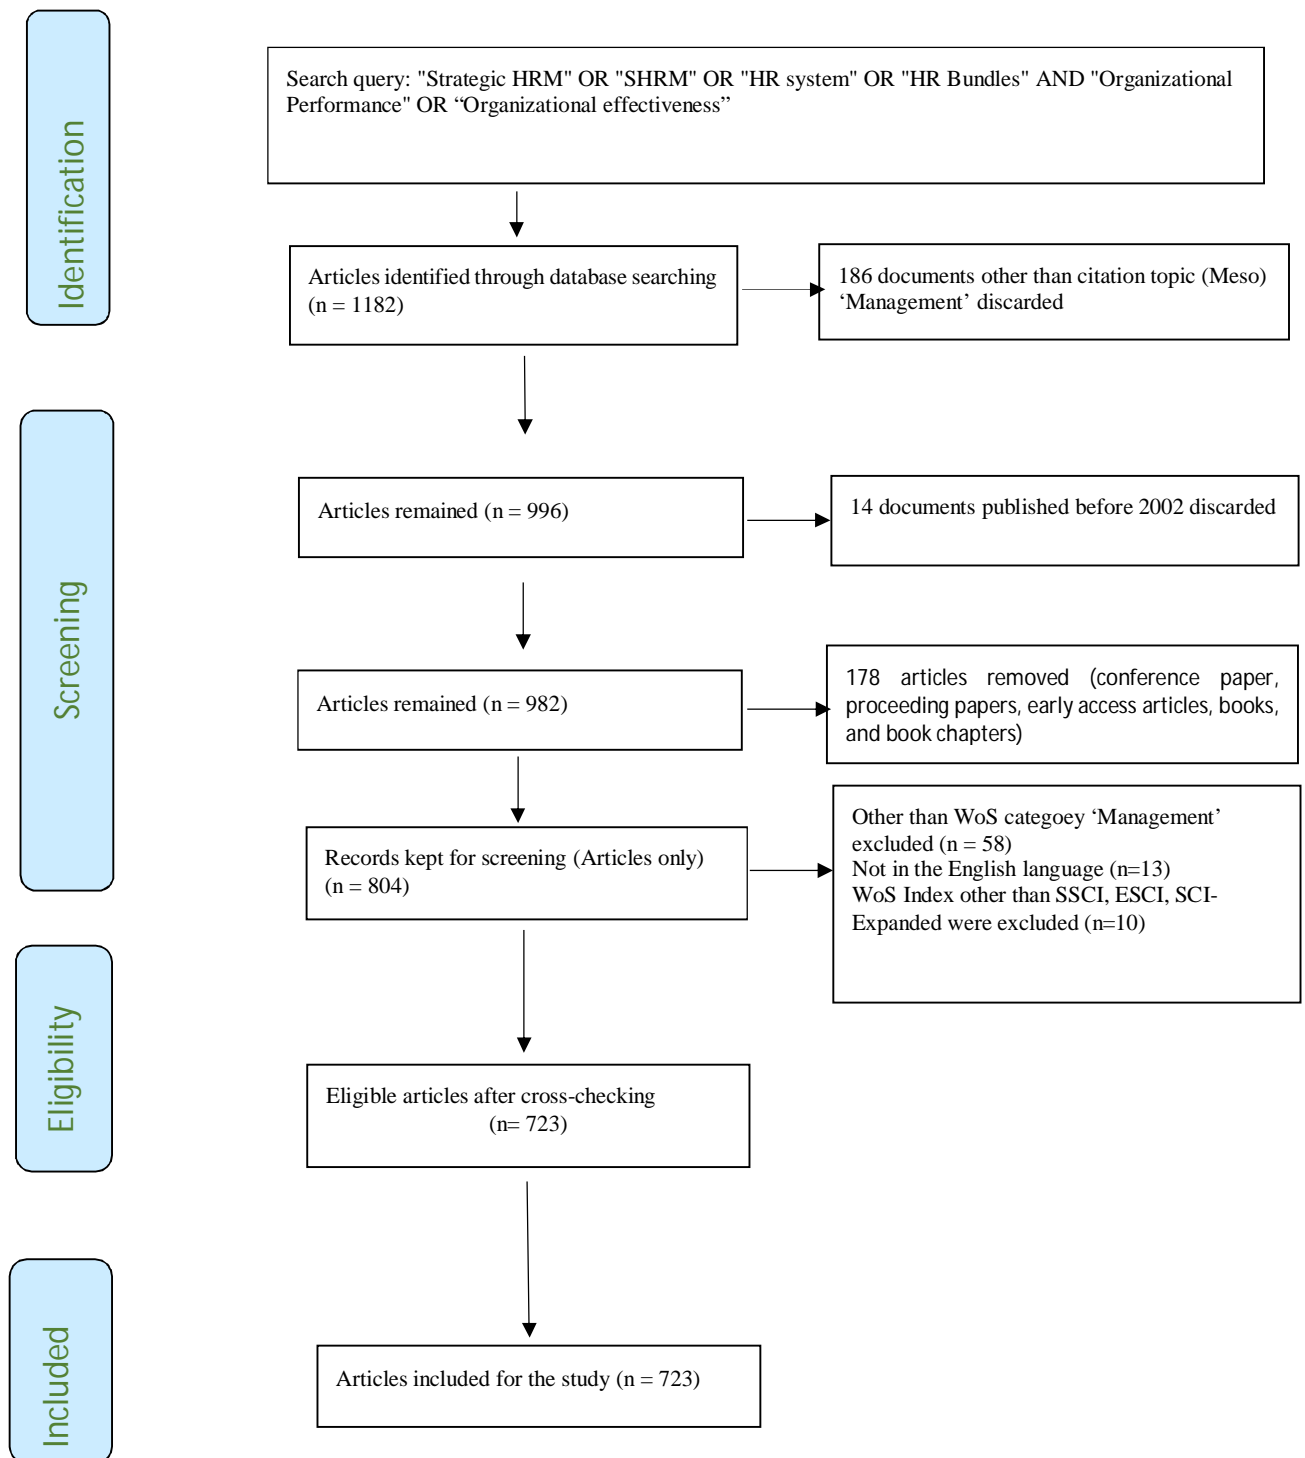 Identification
Search query: "Strategic HRM" OR "SHRM" OR "HR system" OR "HR Bundles" AND "Organizational
Performance" OR “Organizational effectiveness”
Articles identified through database searching
(n = 1182)
186 documents other than citation topic (Meso)
‘Management’ discarded
Screening
Articles remained (n = 996)
14 documents published before 2002 discarded
Articles remained (n = 982)
178 articles removed (conference paper,
proceeding papers, early access articles, books,
and book chapters)
Records kept for screening (Articles only)
(n = 804)
Other than WoS categoey ‘Management’
excluded (n = 58)
Not in the English language (n=13)
WoS Index other than SSCI, ESCI, SCI-
Expanded were excluded (n=10)
Eligibility
Eligible articles after cross-checking
(n= 723)
Included
Articles included for the study (n = 723)